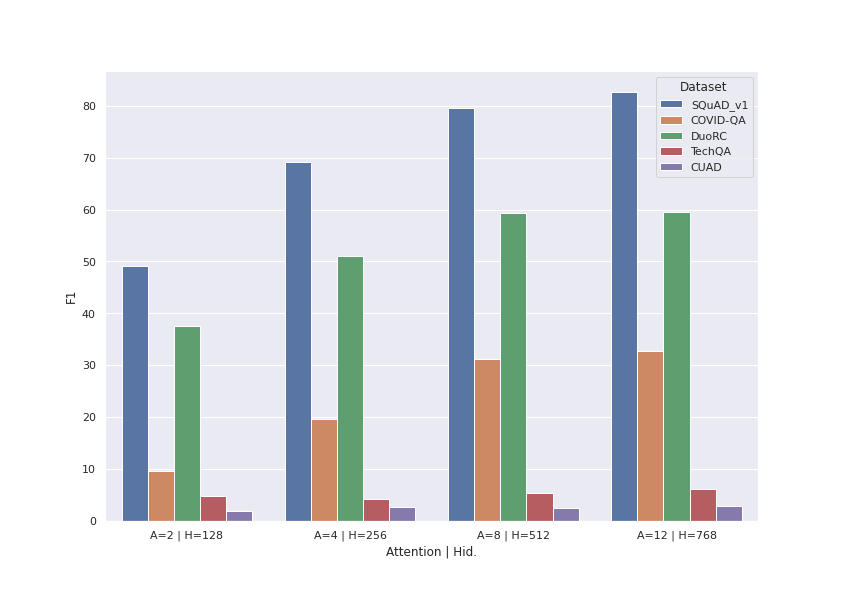 Dataset
SQuAD_v1
COVID-QA
DuoRC
TechQA
CUAD
F1
80
70
60
50
40
30
20
10
0
A=2 | H=128
A=4 | H=256
A=8 | H=512
A=12 | H=768
Attention | Hid.